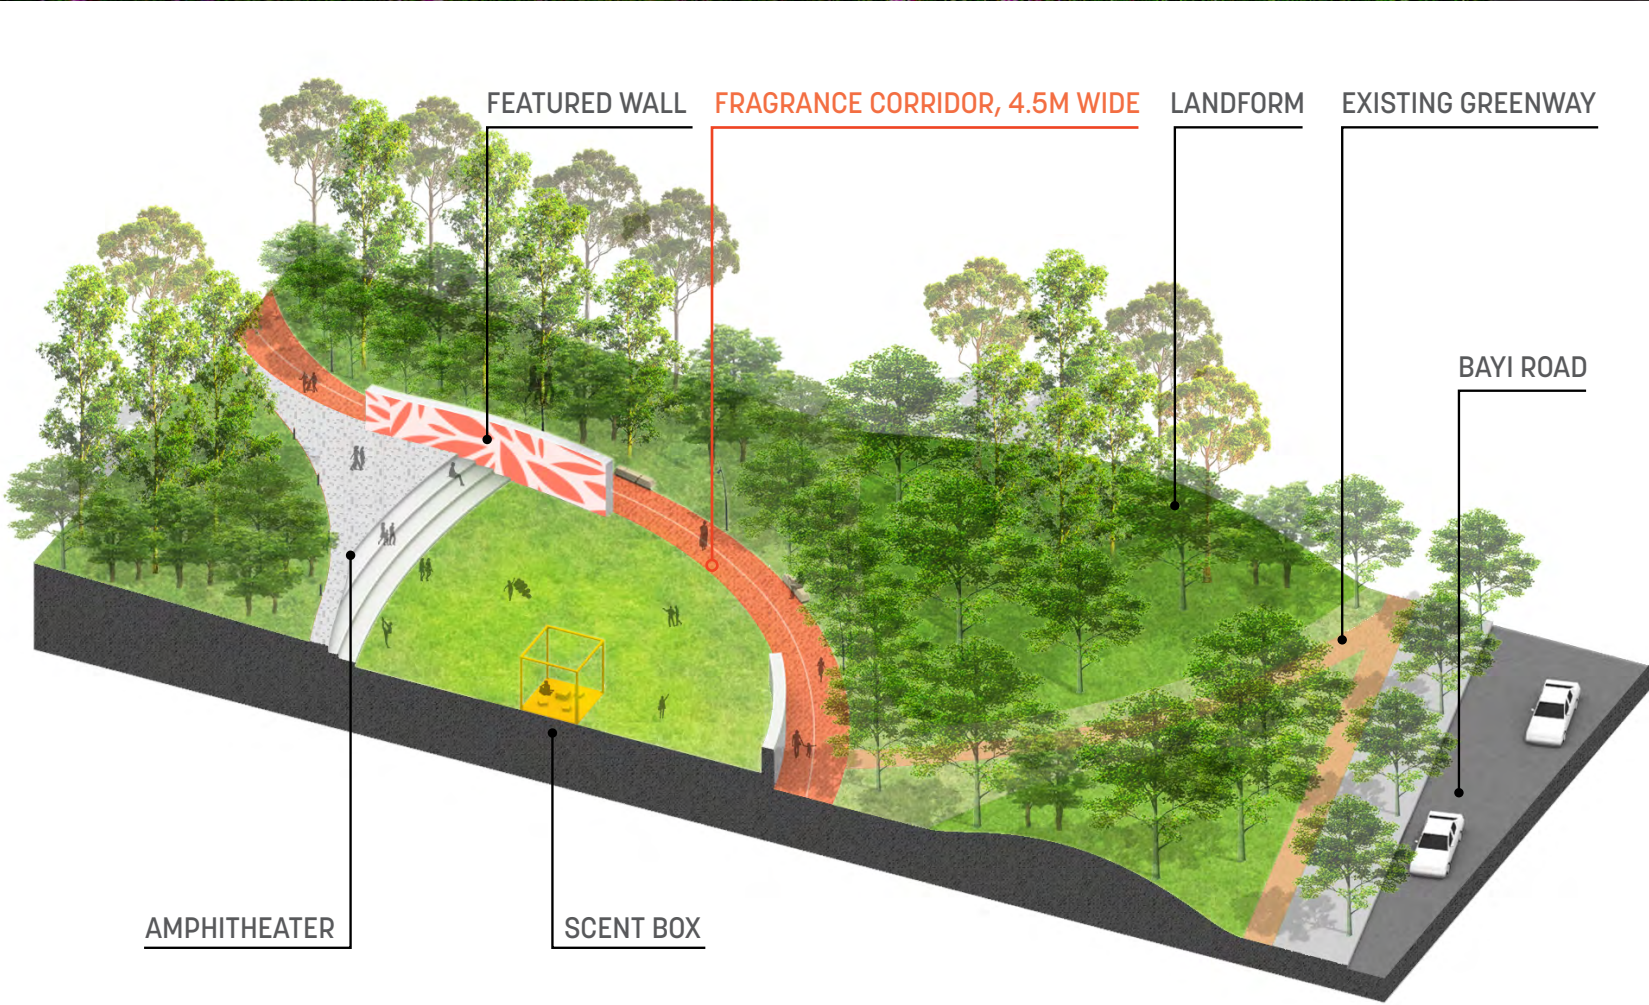 FEATURED WALL
FRAGRANCE CORRIDOR, 4.5M WIDE
LANDFORM
EXISTING GREENWAY
BAYI ROAD
AMPHITHEATER
SCENT BOX